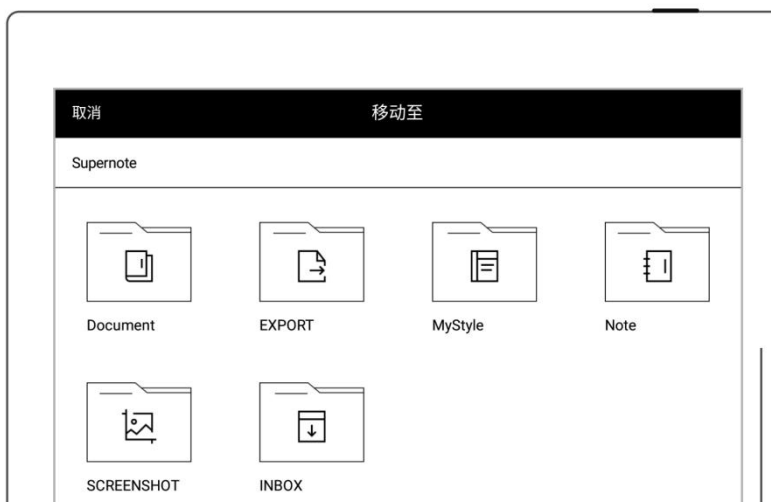 取消
移动至
Supernote
Document
EXPORT
MyStyle
Note
SCREENSHOT
INBOX